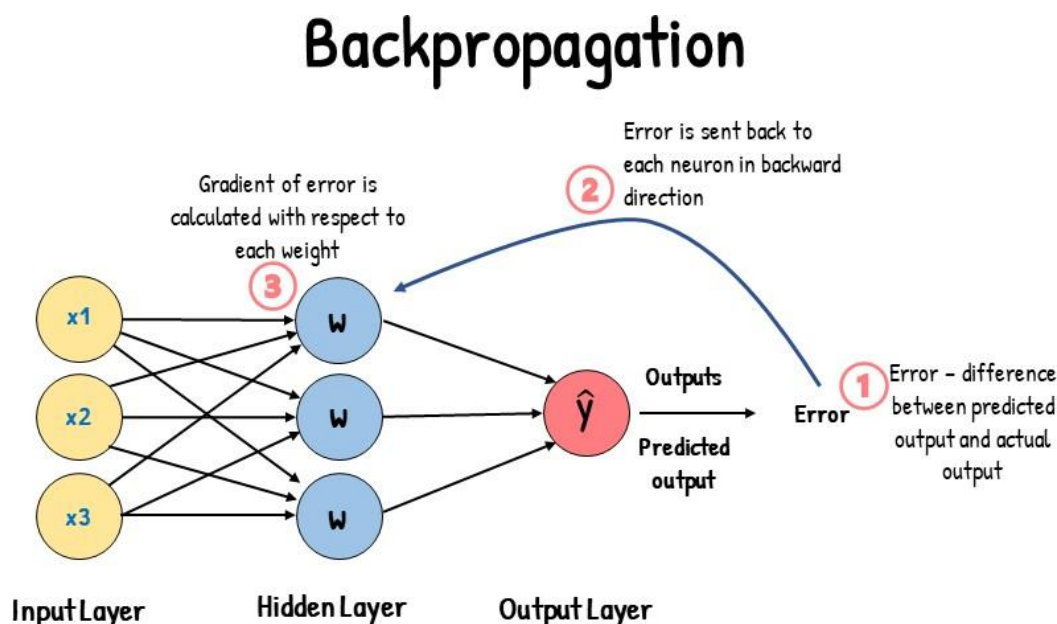 Backpropagation
Error is sent back to
each neuron in backward
direction
2
Gradient of error is
calculated with respect to
each weight
3
x1
x2
x3
w
w
w
ŷ
Outputs
Predicted
output
Error
1
Error – difference
between predicted
output and actual
output
Input Layer
Hidden Layer
Output Layer